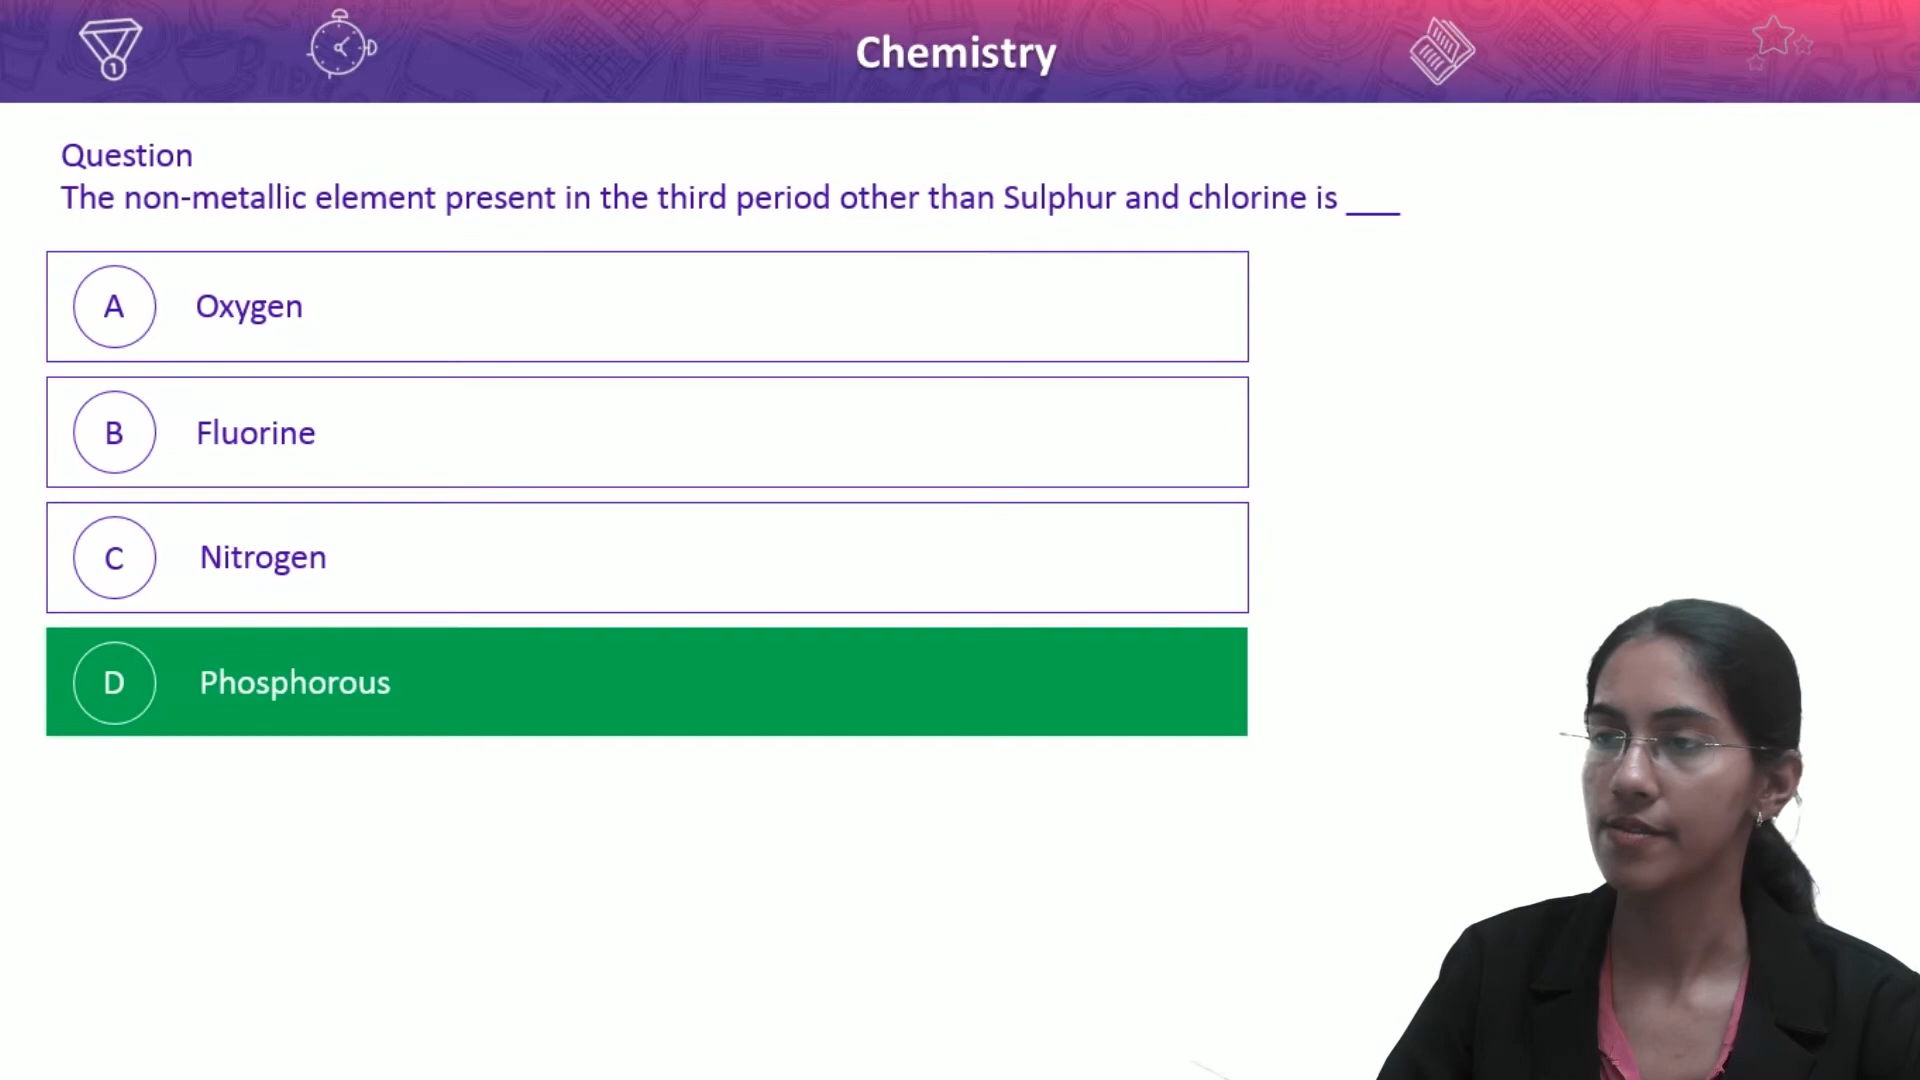 Chemistry
Question
The non-metallic element present in the third period other than Sulphur and chlorine is ___
A Oxygen
B Fluorine
C Nitrogen
D Phosphorous